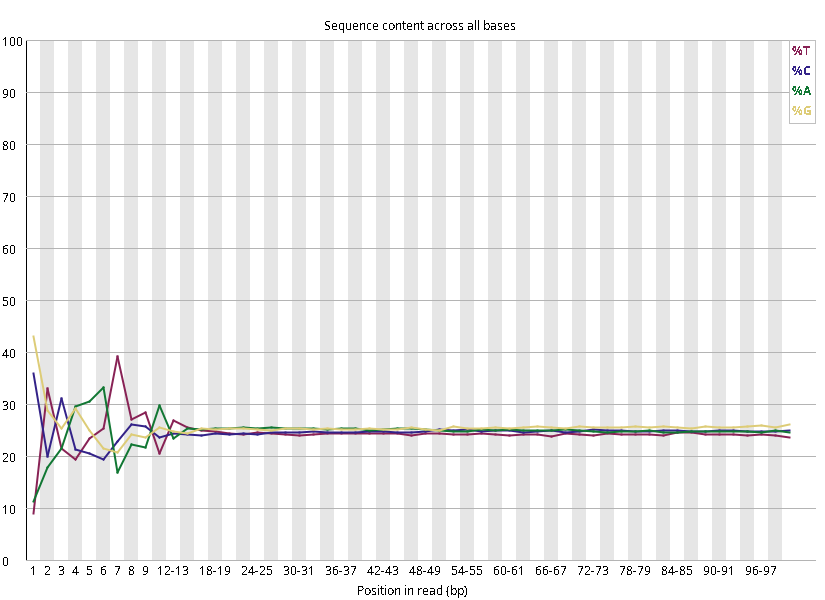 Sequence content across all bases
100
90
80
70
60
50
40
30
20
10
0
%T
%C
%A
%G
1 2 3 4 5 6 7 8 9 12-13 18-19 24-25 30-31 36-37 42-43 48-49 54-55 60-61 66-67 72-73 78-79 84-85 90-91 96-97
Position in read (bp)